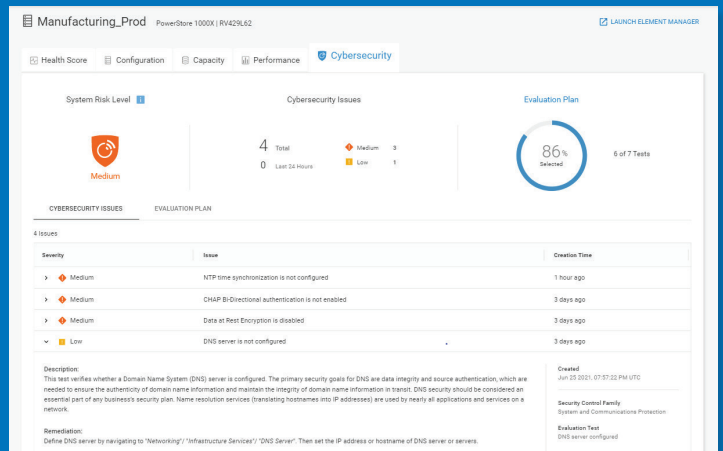 Manufacturing_Prod PowerStore 1000X | RV429L62
LAUNCH ELEMENT MANAGER
Health Score Configuration Capacity Performance Cybersecurity
System Risk Level Cybersecurity Issues Evaluation Plan
Medium
4 Total
0 Last 24 Hours
Medium 3
Low 1
86%
Selected
6 of 7 Tests
CYBERSECURITY ISSUES EVALUATION PLAN
4 Issues
Severity Issue Creation Time
Medium NTP time synchronization is not configured 1 hour ago
Medium CHAP Bi-Directional authentication is not enabled 3 days ago
Medium Data at Rest Encryption is disabled 3 days ago
Low DNS server is not configured 3 days ago
Description:
This test verifies whether a Domain Name System (DNS) server is configured. The primary security goals for DNS are data integrity and source authentication, which are
needed to ensure the authenticity of domain name information and maintain the integrity of domain name information in transit. DNS security should be considered an
essential part of any business's security plan. Name resolution services (translating hostnames into IP addresses) are used by nearly all applications and services on a
network.
Remediation:
Define DNS server by navigating to "Networking"/ "Infrastructure Services"/ "DNS Server". Then set the IP address or hostname of DNS server or servers.
Created
Jun 25 2021, 07:57:22 PM UTC
Security Control Family
System and Communications Protection
Evaluation Test
DNS server configured